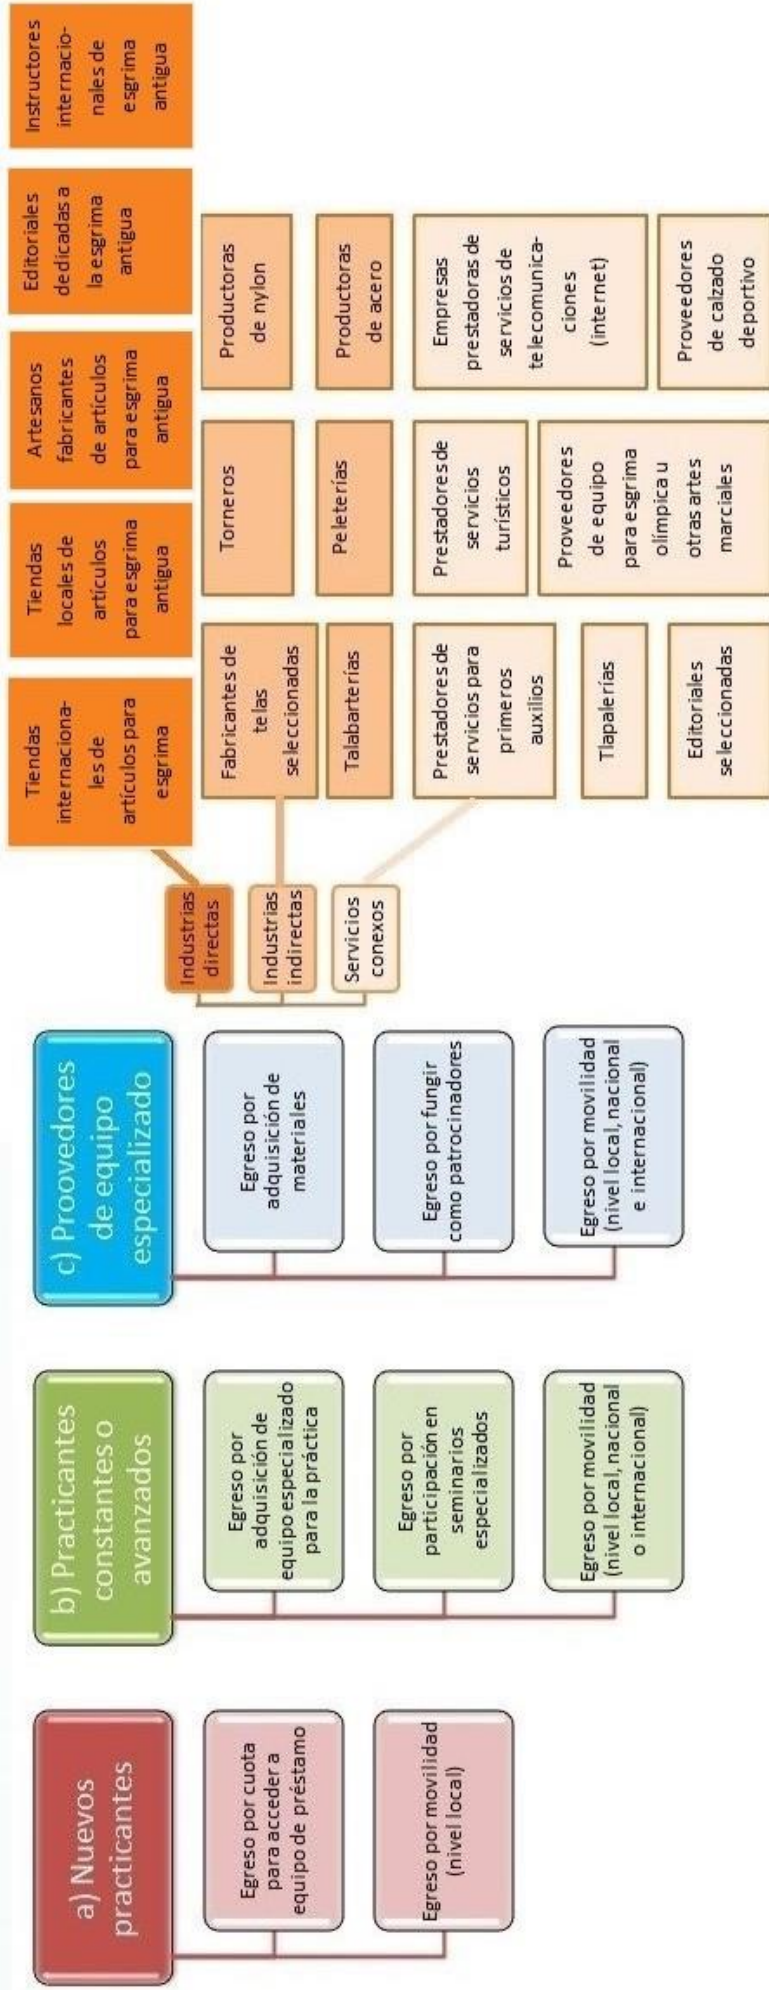 a) Nuevos
practicantes
Egreso por cuota
para acceder a
equipo de préstamo
Egreso por movilidad
(nivel local)
b) Practicantes
constantes o
avanzados
Egreso por
adquisición de
equipo especializado
para la práctica
Egreso por
participación en
seminarios
especializados
Egreso por movilidad
(nivel local, nacional
o internacional)
c) Proovedores
de equipo
especializado
Egreso por
adquisición de
materiales
Egreso por fungir
como patrocinadores
Egreso por movilidad
(nivel local, nacional
e internacional)
Industrias
directas
Industrias
indirectas
Servicios
conexos
Tiendas
internaciona-
les de
artículos para
esgrima
Tiendas
locales de
artículos
para esgrima
antigua
Artesanos
fabricantes
de artículos
para esgrima
antigua
Editoriales
dedicadas a
la esgrima
antigua
Instructores
internacio-
nales de
esgrima
antigua
Fabricantes de
telas
seleccionadas
Torneros
Productoras
de nylon
Talabarterías
Peleterías
Productoras
de acero
Prestadores de
servicios para
primeros
auxilios
Prestadores de
servicios
turísticos
Empresas
prestadoras de
servicios de
telecomunica-
ciones
(internet)
Tlapalerías
Proveedores
de equipo
para esgrima
olímpica u
otras artes
marciales
Proveedores
de calzado
deportivo
Editoriales
seleccionadas